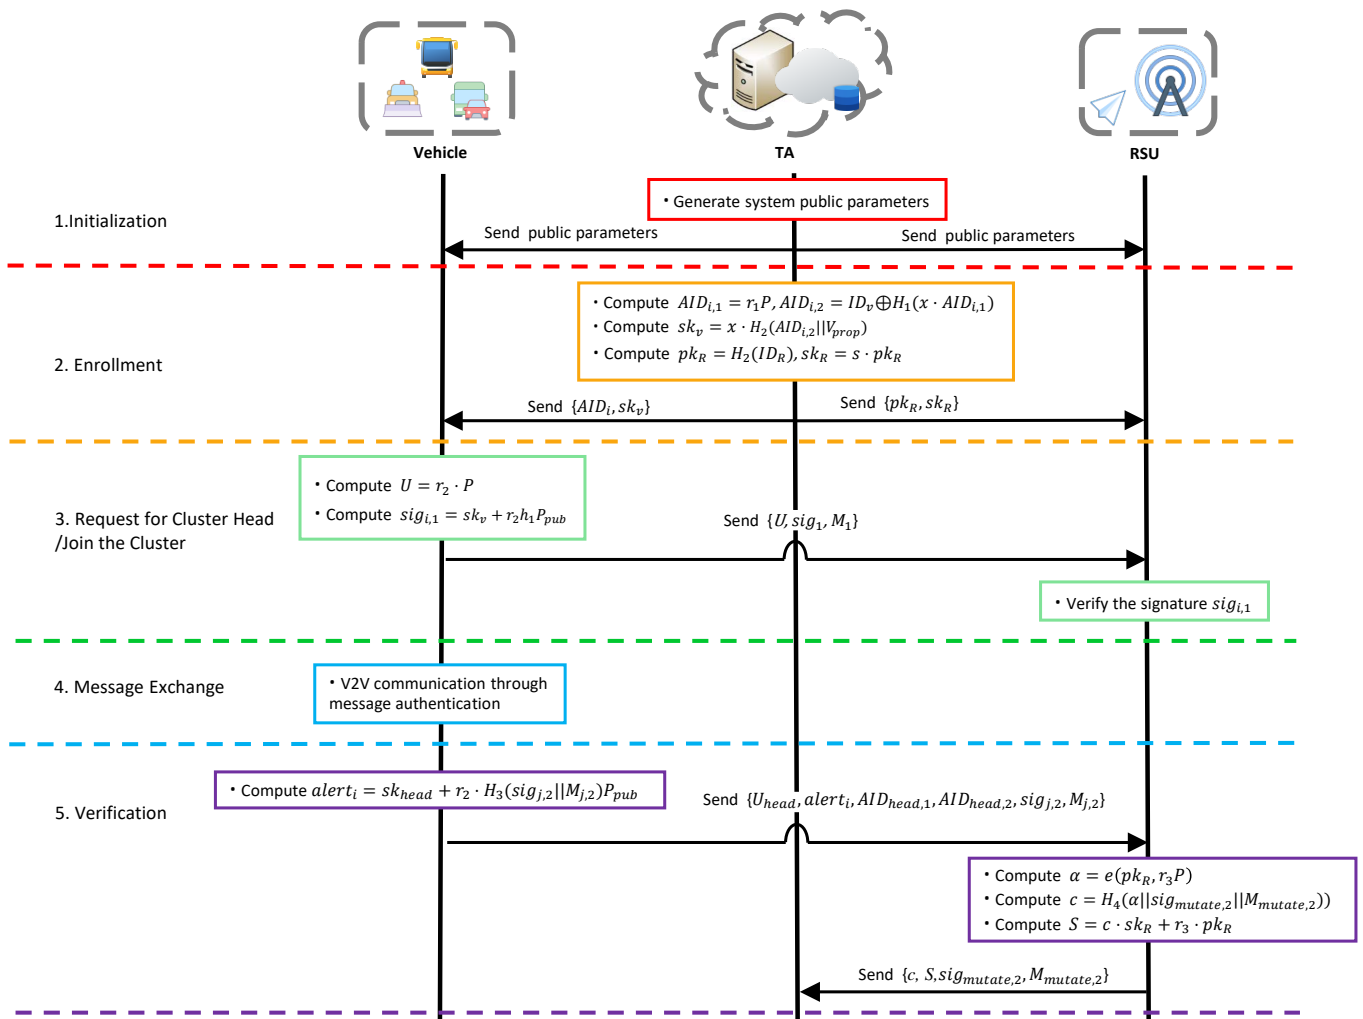 Vehicle
TA
RSU
1.Initialization
· Generate system public parameters
Send public parameters
Send public parameters
2. Enrollment
· Compute AID_{i,1} = r_1P, AID_{i,2} = ID_v⊕H_1(x · AID_{i,1})
· Compute sk_v = x · H_2(AID_{i,2}||V_{prop})
· Compute pk_R = H_2(ID_R), sk_R = s · pk_R
Send {AID_i, sk_v}
Send {pk_R, sk_R}
3. Request for Cluster Head
/Join the Cluster
· Compute U = r_2 · P
· Compute sig_{i,1} = sk_v + r_2h_1P_{pub}
Send {U, sig_1, M_1}
· Verify the signature sig_{i,1}
4. Message Exchange
· V2V communication through
message authentication
5. Verification
· Compute alert_i = sk_{head} + r_2 · H_3(sig_{j,2}||M_{j,2})P_{pub}
Send {U_{head}, alert_i, AID_{head,1}, AID_{head,2}, sig_{j,2}, M_{j,2}}
· Compute α = e(pk_R, r_3P)
· Compute c = H_4(α||sig_{mutate,2}||M_{mutate,2}))
· Compute S = c · sk_R + r_3 · pk_R
Send {c, S,sig_{mutate,2}, M_{mutate,2}}